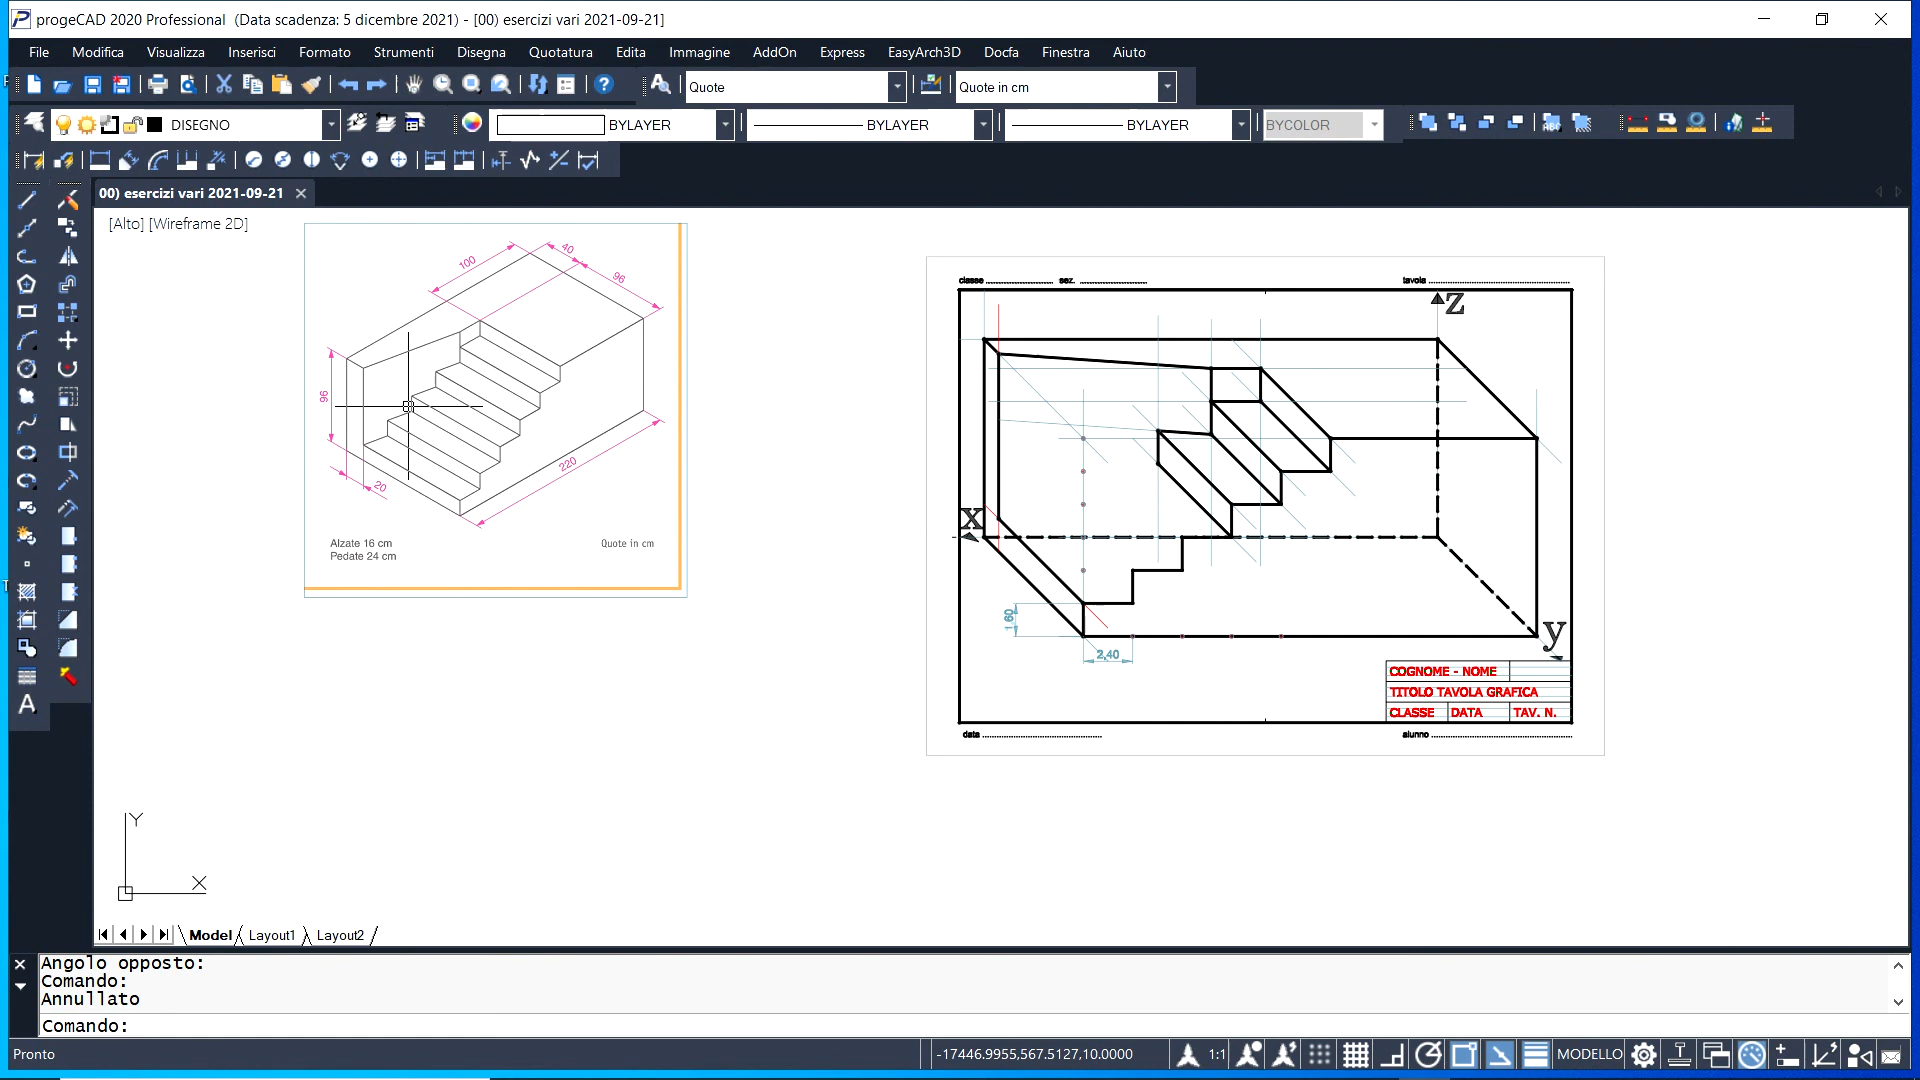 progeCAD 2020 Professional (Data scadenza: 5 dicembre 2021) - [00) esercizi vari 2021-09-21]
File Modifica Visualizza Inserisci Formato Strumenti Disegna Quotatura Edita Immagine AddOn Express EasyArch3D Docfa Finestra Aiuto
Quote Quote in cm
DISEGNO BYLAYER BYLAYER BYLAYER BYCOLOR
00) esercizi vari 2021-09-21
[Alto] [Wireframe 2D]
100
40
96
96
220
20
Alzate 16 cm
Pedate 24 cm
Quote in cm
classe
sez.
tavola
Z
X
y
1,60
2,40
COGNOME - NOME
TITOLO TAVOLA GRAFICA
CLASSE DATA TAV. N.
data
alunno
Y
X
Model Layout1 Layout2
Angolo opposto:
Comando:
Annullato
Comando:
Pronto
-17446.9955,567.5127,10.0000
1:1
MODELLO
A